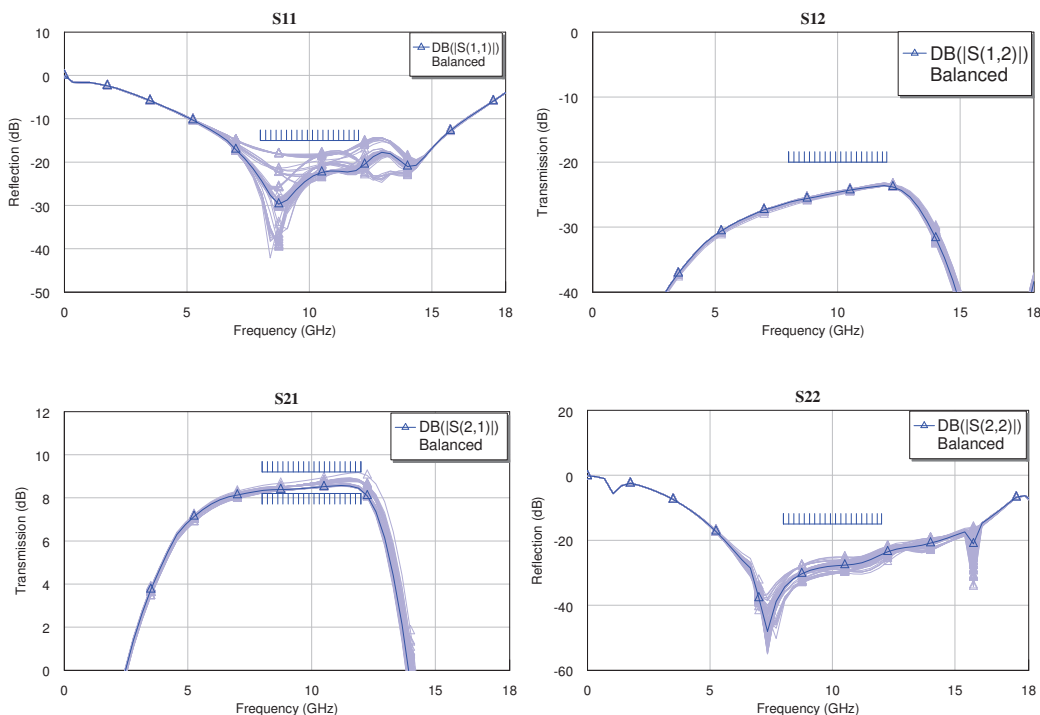 S11
10
0
-10
-20
-30
-40
-50
Reflection (dB)
0
5
10
15
18
Frequency (GHz)
DB(|S(1,1)|)
Balanced
S12
0
-10
-20
-30
-40
Transmission (dB)
0
5
10
15
18
Frequency (GHz)
DB(|S(1,2)|)
Balanced
S21
12
10
8
6
4
2
0
Transmission (dB)
0
5
10
15
18
Frequency (GHz)
DB(|S(2,1)|)
Balanced
S22
20
0
-20
-40
-60
Reflection (dB)
0
5
10
15
18
Frequency (GHz)
DB(|S(2,2)|)
Balanced